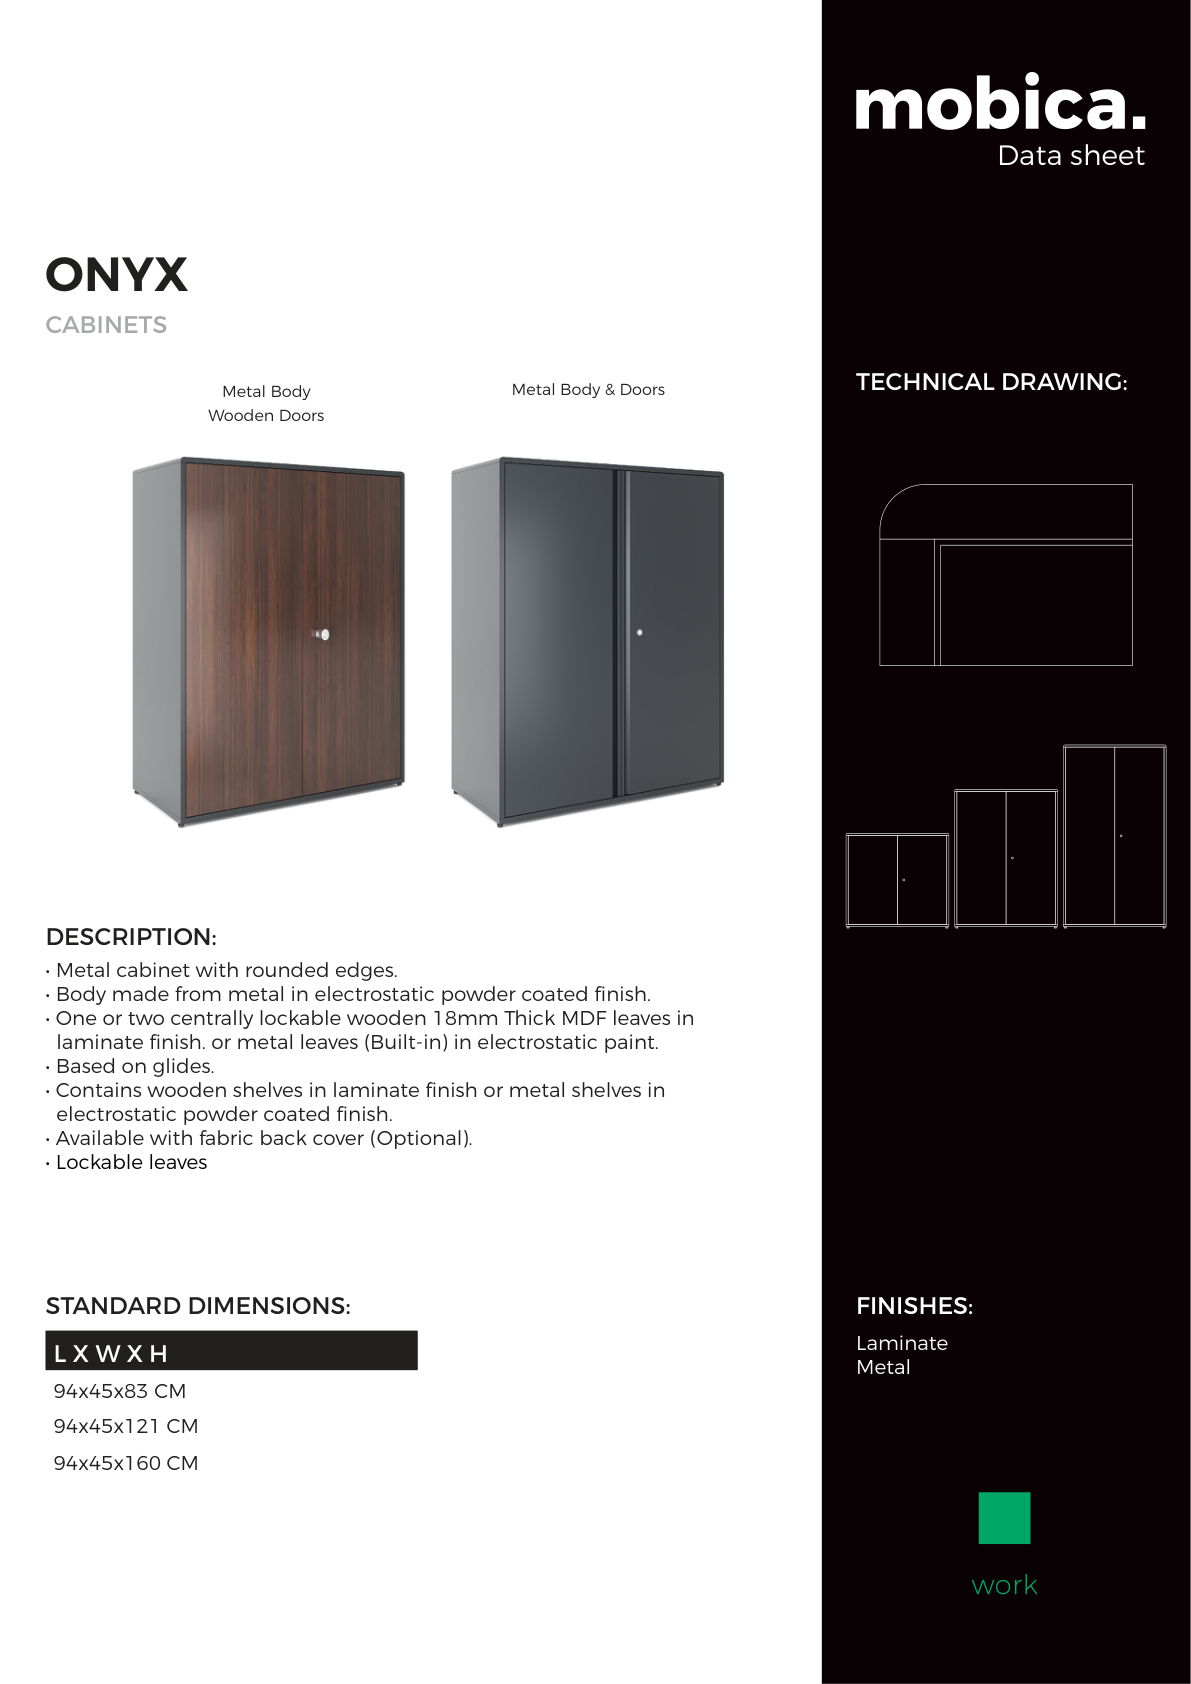 mobica.
Data sheet
ONYX
CABINETS
Metal Body
Wooden Doors
Metal Body & Doors
TECHNICAL DRAWING:
DESCRIPTION:
• Metal cabinet with rounded edges.
• Body made from metal in electrostatic powder coated finish.
• One or two centrally lockable wooden 18mm Thick MDF leaves in
laminate finish. or metal leaves (Built-in) in electrostatic paint.
• Based on glides.
• Contains wooden shelves in laminate finish or metal shelves in
electrostatic powder coated finish.
• Available with fabric back cover (Optional).
• Lockable leaves
STANDARD DIMENSIONS:
L X W X H
94x45x83 CM
94x45x121 CM
94x45x160 CM
FINISHES:
Laminate
Metal
work